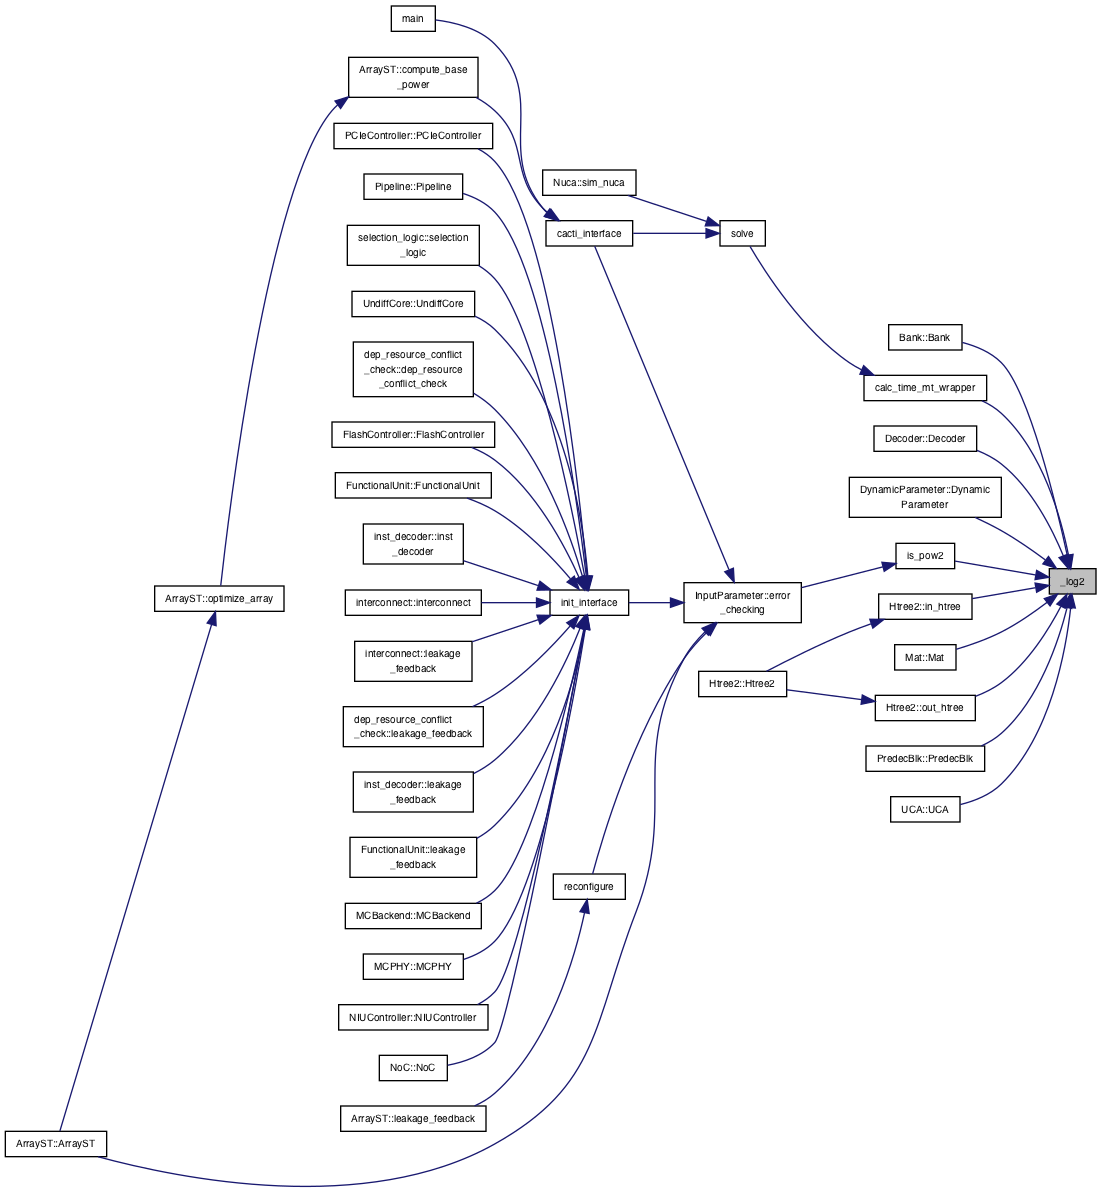 main
ArrayST::compute_base
_power
PCIeController::PCIeController
Pipeline::Pipeline
selection_logic::selection
_logic
UndiffCore::UndiffCore
dep_resource_conflict
_check::dep_resource
_conflict_check
FlashController::FlashController
FunctionalUnit::FunctionalUnit
inst_decoder::inst
_decoder
interconnect::interconnect
interconnect::leakage
_feedback
dep_resource_conflict
_check::leakage_feedback
inst_decoder::leakage
_feedback
FunctionalUnit::leakage
_feedback
MCBackend::MCBackend
MCPHY::MCPHY
NIUController::NIUController
NoC::NoC
ArrayST::leakage_feedback
ArrayST::optimize_array
ArrayST::ArrayST
Nuca::sim_nuca
cacti_interface
solve
init_interface
reconfigure
InputParameter::error
_checking
Htree2::Htree2
Bank::Bank
calc_time_mt_wrapper
Decoder::Decoder
DynamicParameter::Dynamic
Parameter
is_pow2
Htree2::in_htree
Mat::Mat
Htree2::out_htree
PredecBlk::PredecBlk
UCA::UCA
_log2